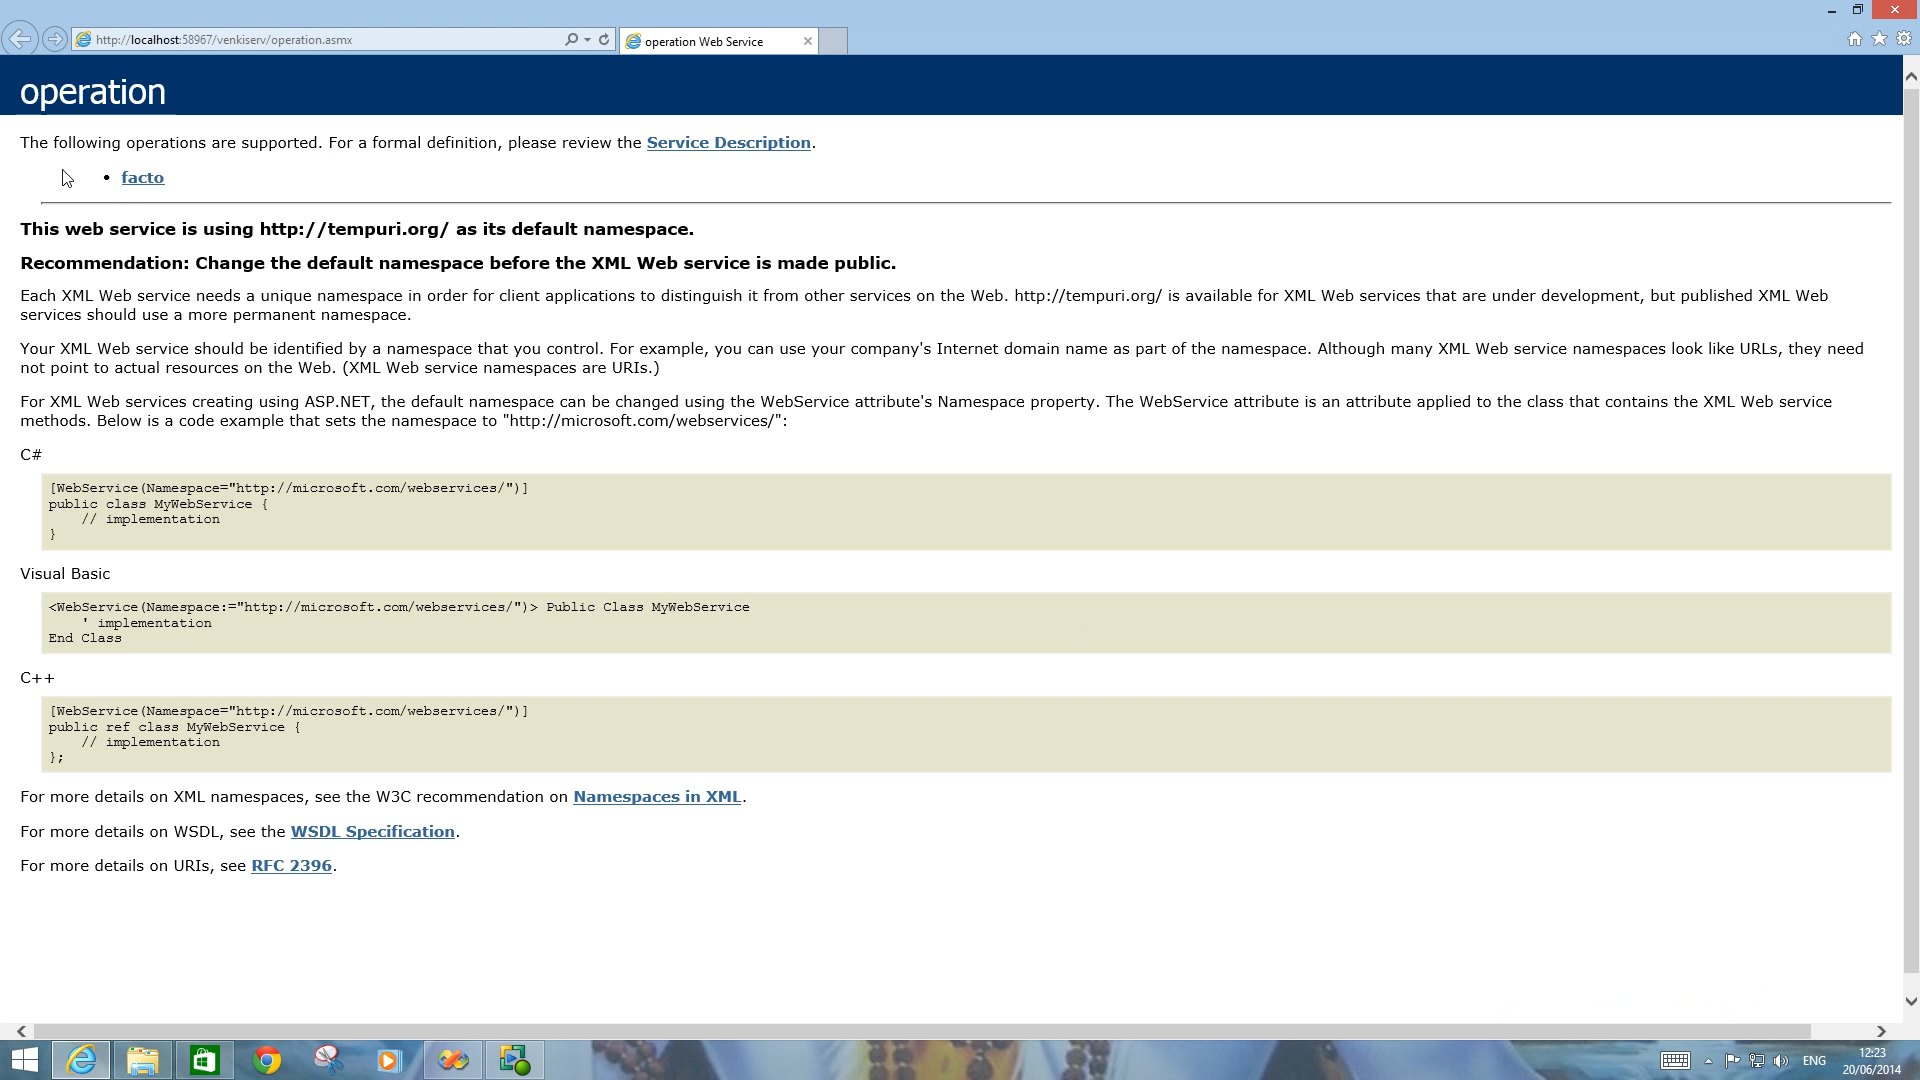 http://localhost:58967/venkiserv/operation.asmx
operation Web Service
operation
The following operations are supported. For a formal definition, please review the Service Description.
• facto
This web service is using http://tempuri.org/ as its default namespace.
Recommendation: Change the default namespace before the XML Web service is made public.
Each XML Web service needs a unique namespace in order for client applications to distinguish it from other services on the Web. http://tempuri.org/ is available for XML Web services that are under development, but published XML Web
services should use a more permanent namespace.
Your XML Web service should be identified by a namespace that you control. For example, you can use your company's Internet domain name as part of the namespace. Although many XML Web service namespaces look like URLs, they need
not point to actual resources on the Web. (XML Web service namespaces are URIs.)
For XML Web services creating using ASP.NET, the default namespace can be changed using the WebService attribute's Namespace property. The WebService attribute is an attribute applied to the class that contains the XML Web service
methods. Below is a code example that sets the namespace to "http://microsoft.com/webservices/":
C#
[WebService(Namespace="http://microsoft.com/webservices/")]
public class MyWebService {
    // implementation
}
Visual Basic
<WebService(Namespace:="http://microsoft.com/webservices/")> Public Class MyWebService
    ' implementation
End Class
C++
[WebService(Namespace="http://microsoft.com/webservices/")]
public ref class MyWebService {
    // implementation
};
For more details on XML namespaces, see the W3C recommendation on Namespaces in XML.
For more details on WSDL, see the WSDL Specification.
For more details on URIs, see RFC 2396.
ENG
12:23
20/06/2014